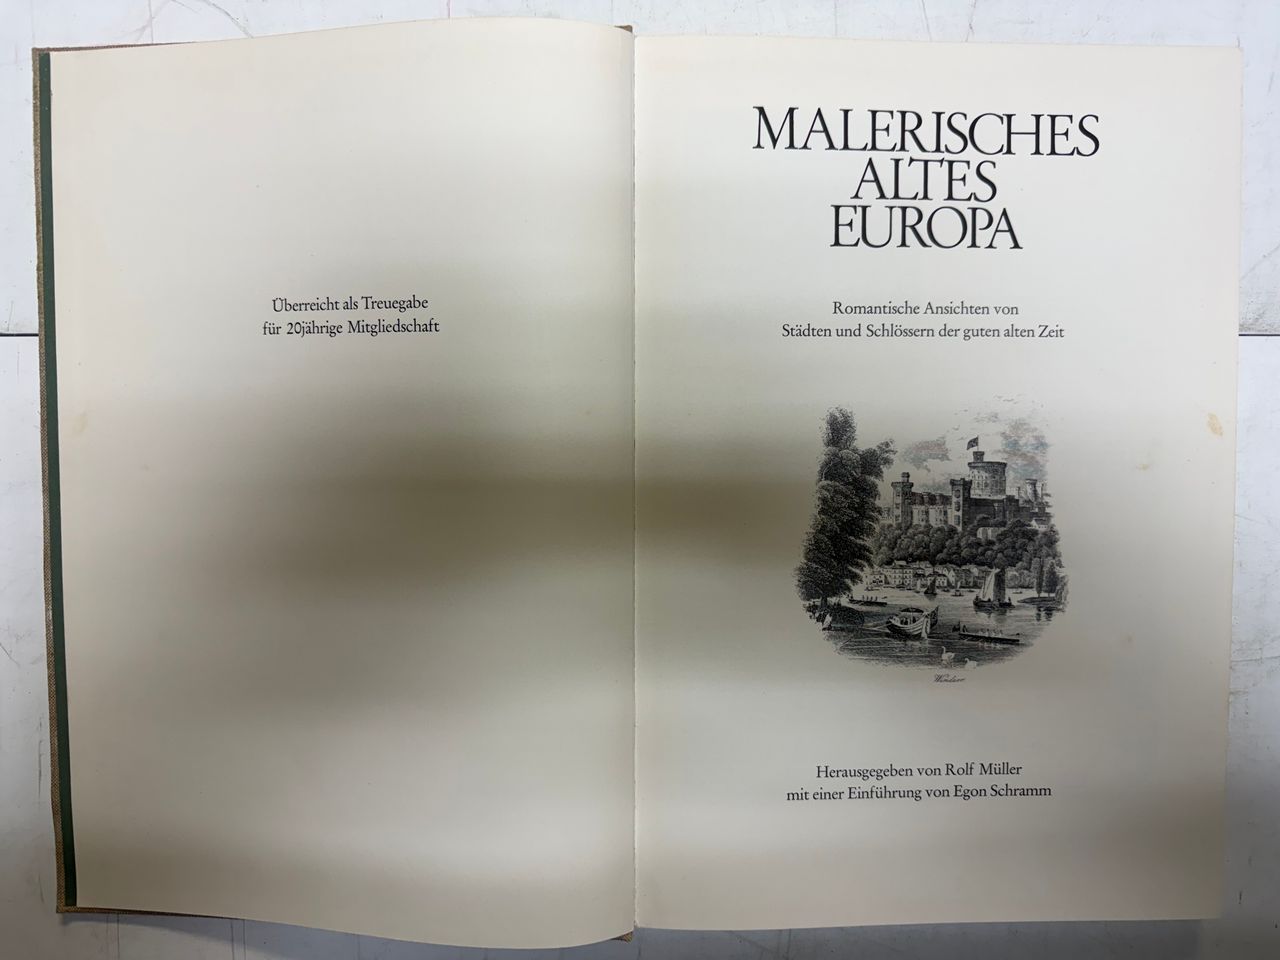 Überreicht als Treuegabe
für 20jährige Mitgliedschaft
MALERISCHES
ALTES
EUROPA
Romantische Ansichten von
Städten und Schlössern der guten alten Zeit
Windsor
Herausgegeben von Rolf Müller
mit einer Einführung von Egon Schramm